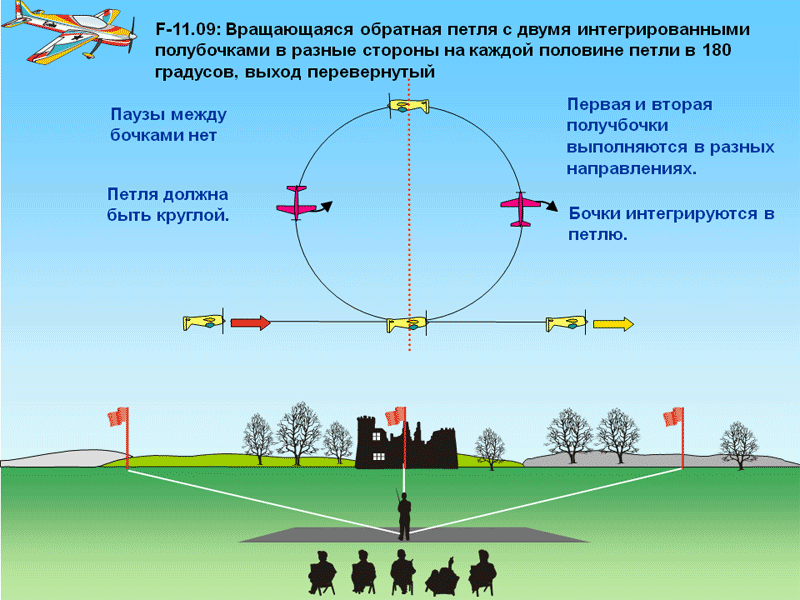 F-11.09: Вращающаяся обратная петля с двумя интегрированными
полубочками в разные стороны на каждой половине петли в 180
градусов, выход перевернутый
Паузы между
бочками нет
Петля должна
быть круглой.
Первая и вторая
получбочки
выполняются в разных
направлениях.
Бочки интегрируются в
петлю.